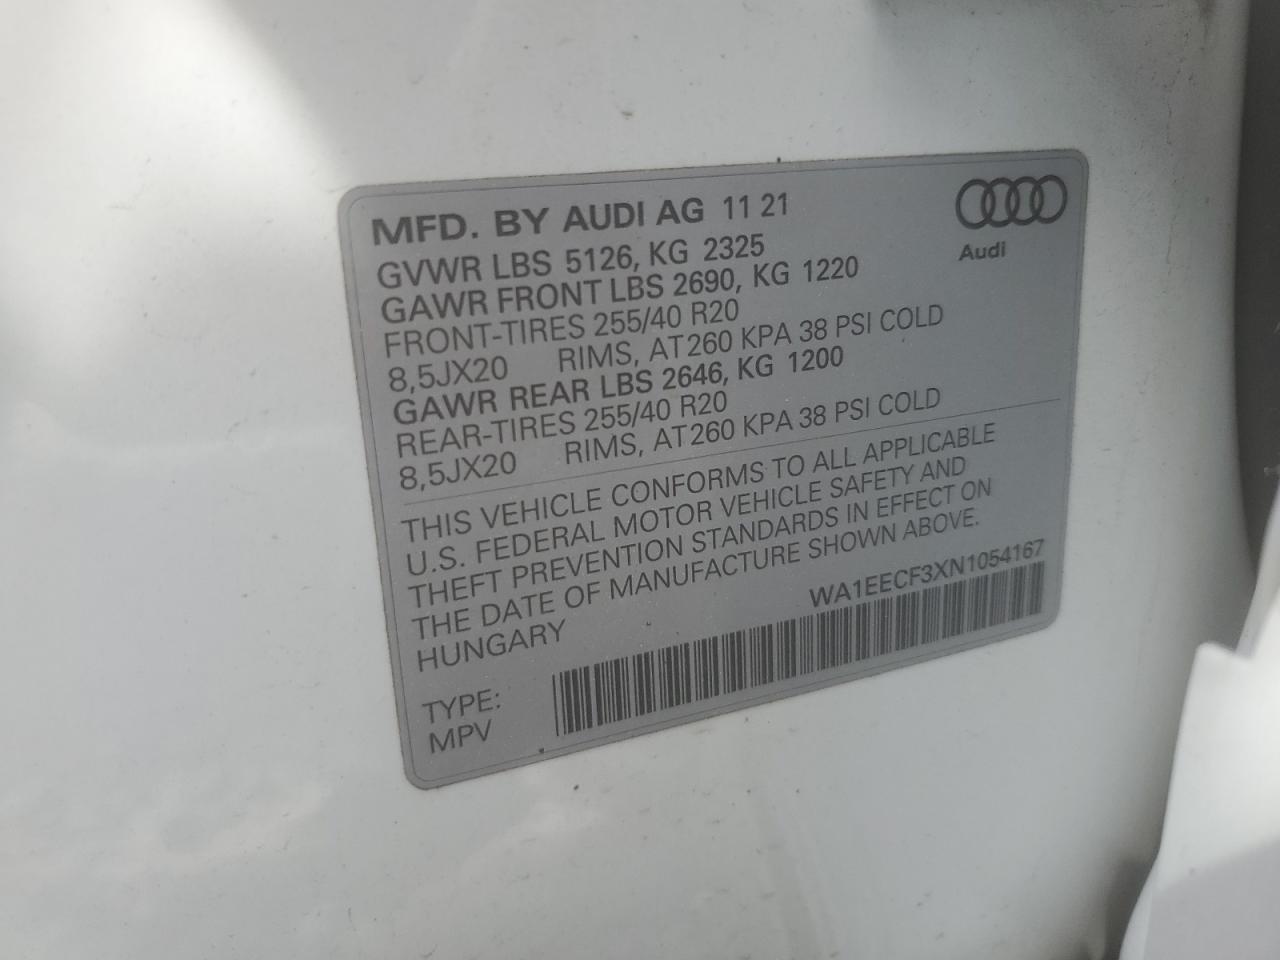 MFD. BY AUDI AG 11 21
Audi
GVWR LBS 5126, KG 2325
GAWR FRONT LBS 2690, KG 1220
FRONT-TIRES 255/40 R20
8,5JX20 RIMS, AT260 KPA 38 PSI COLD
GAWR REAR LBS 2646, KG 1200
REAR-TIRES 255/40 R20
8,5JX20 RIMS, AT260 KPA 38 PSI COLD
THIS VEHICLE CONFORMS TO ALL APPLICABLE
U.S. FEDERAL MOTOR VEHICLE SAFETY AND
THEFT PREVENTION STANDARDS IN EFFECT ON
THE DATE OF MANUFACTURE SHOWN ABOVE.
HUNGARY
WA1EECF3XN1054167
TYPE:
MPV